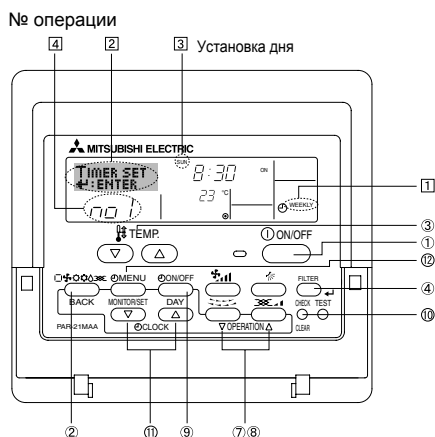 № операции
4 2 3 Установка дня
MITSUBISHI ELECTRIC
TIMER SET
↵:ENTER
SUN
8:30
ON
23 °C
WEEKLY
no 1
1
TEMP.
ON/OFF
③
①
⑫
MENU
ON/OFF
FILTER
④
BACK
MONITOR/SET
DAY
CHECK
TEST
⑩
PAR-21MAA
CLOCK
▽ OPERATION △
CLEAR
② ⑪ ⑨ ⑦⑧